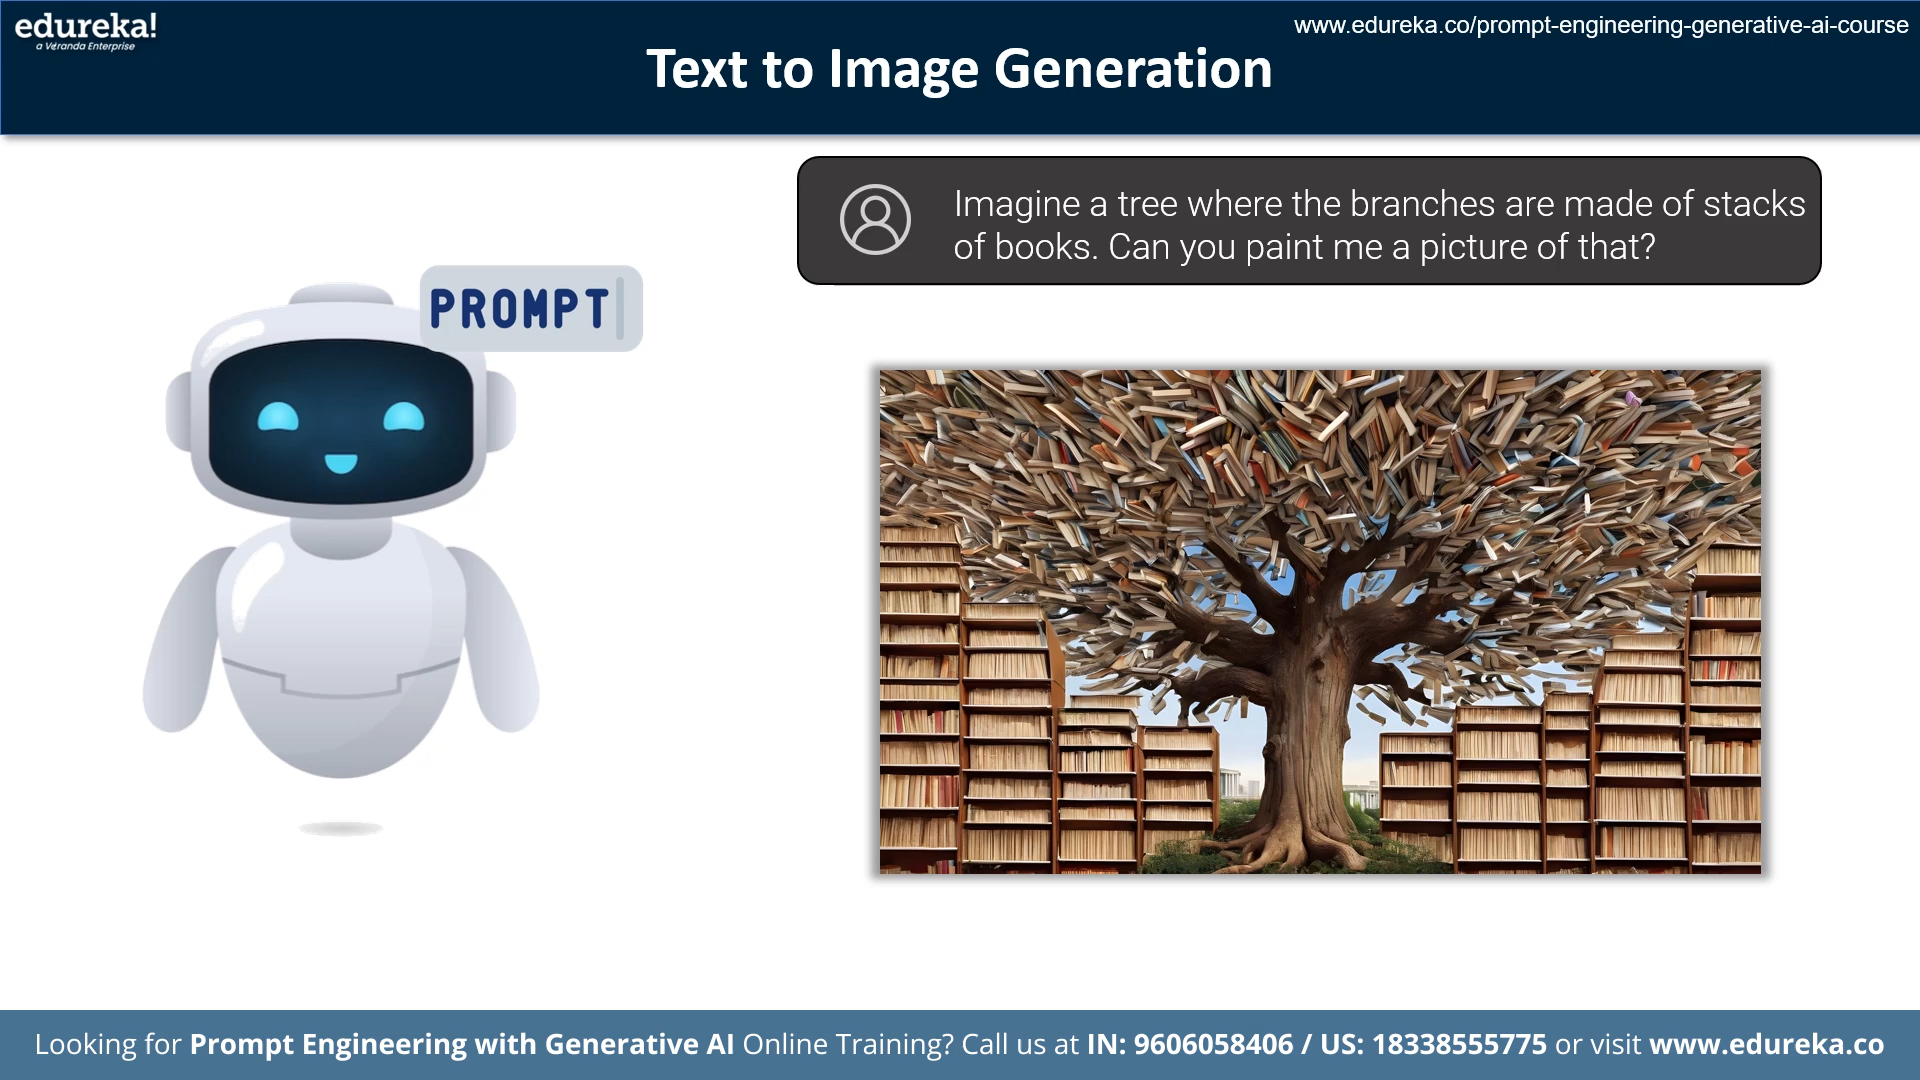 edureka!
a Veranda Enterprise
www.edureka.co/prompt-engineering-generative-ai-course
Text to Image Generation
Imagine a tree where the branches are made of stacks
of books. Can you paint me a picture of that?
PROMPT
Looking for Prompt Engineering with Generative AI Online Training? Call us at IN: 9606058406 / US: 18338555775 or visit www.edureka.co